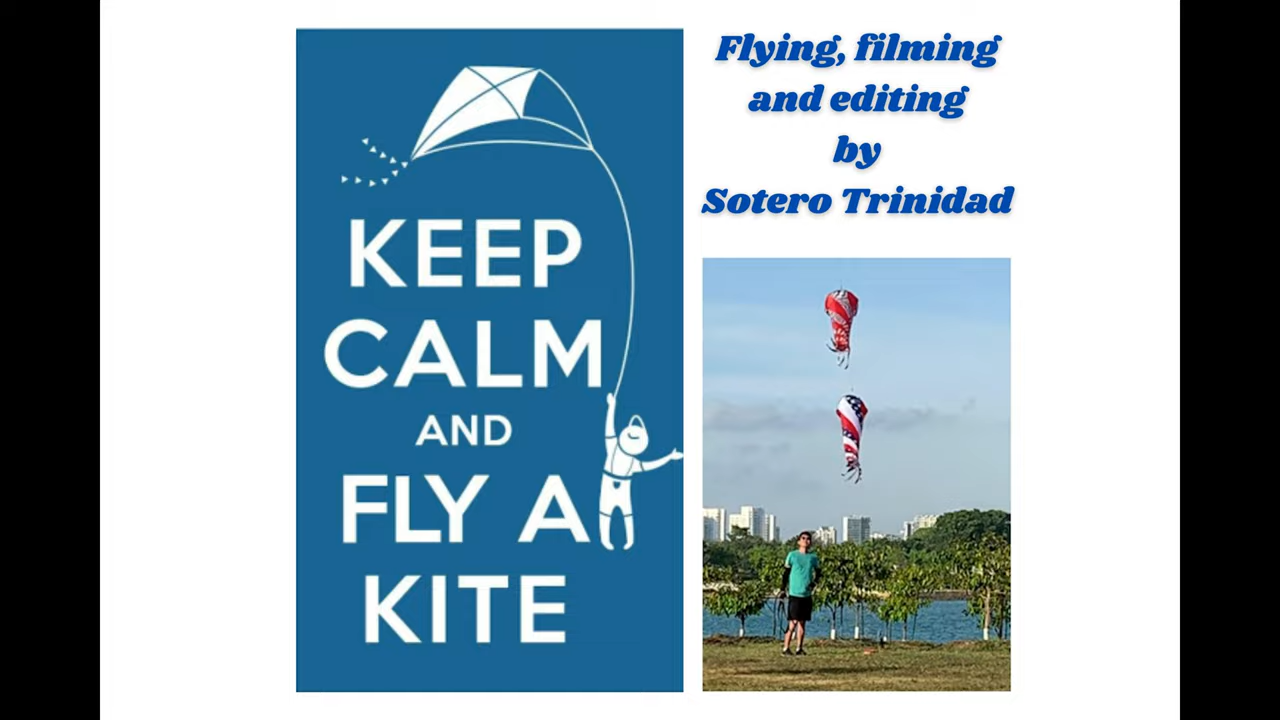 KEEP
CALM
AND
FLY A
KITE
Flying, filming
and editing
by
Sotero Trinidad